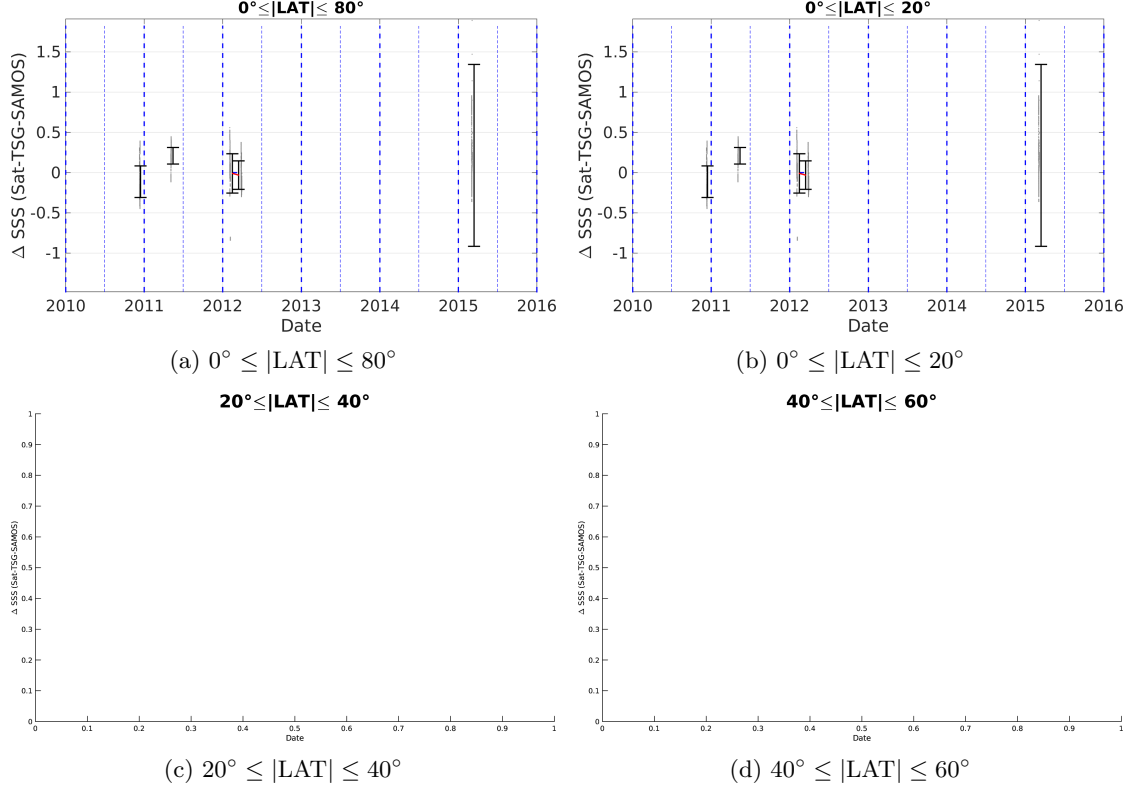 0°≤|LAT|≤ 80°
Δ SSS (Sat-TSG-SAMOS)
1.5
1
0.5
0
-0.5
-1
2010 2011 2012 2013 2014 2015 2016
Date
(a) 0° ≤ |LAT| ≤ 80°
0°≤|LAT|≤ 20°
Δ SSS (Sat-TSG-SAMOS)
1.5
1
0.5
0
-0.5
-1
2010 2011 2012 2013 2014 2015 2016
Date
(b) 0° ≤ |LAT| ≤ 20°
20°≤|LAT|≤ 40°
Δ SSS (Sat-TSG-SAMOS)
1
0.9
0.8
0.7
0.6
0.5
0.4
0.3
0.2
0.1
0
0 0.1 0.2 0.3 0.4 0.5 0.6 0.7 0.8 0.9 1
Date
(c) 20° ≤ |LAT| ≤ 40°
40°≤|LAT|≤ 60°
Δ SSS (Sat-TSG-SAMOS)
1
0.9
0.8
0.7
0.6
0.5
0.4
0.3
0.2
0.1
0
0 0.1 0.2 0.3 0.4 0.5 0.6 0.7 0.8 0.9 1
Date
(d) 40° ≤ |LAT| ≤ 60°